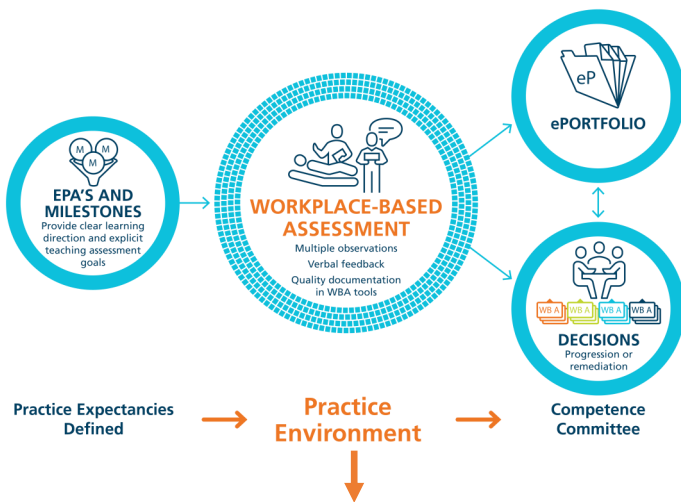 M
M
M
EPA'S AND
MILESTONES
Provide clear learning
direction and explicit
teaching assessment
goals
WORKPLACE-BASED
ASSESSMENT
Multiple observations
Verbal feedback
Quality documentation
in WBA tools
eP
ePORTFOLIO
WB A
WB A
WB A
WB A
DECISIONS
Progression or
remediation
Practice Expectancies
Defined
Practice
Environment
Competence
Committee